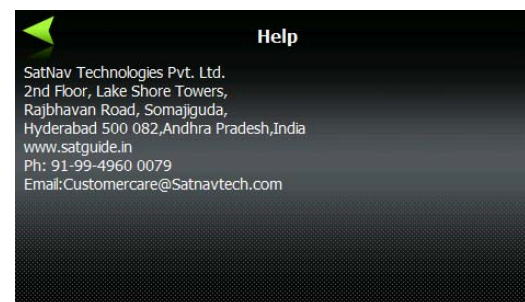 Help
SatNav Technologies Pvt. Ltd.
2nd Floor, Lake Shore Towers,
Rajbhavan Road, Somajiguda,
Hyderabad 500 082,Andhra Pradesh,India
www.satguide.in
Ph: 91-99-4960 0079
Email:Customercare@Satnavtech.com